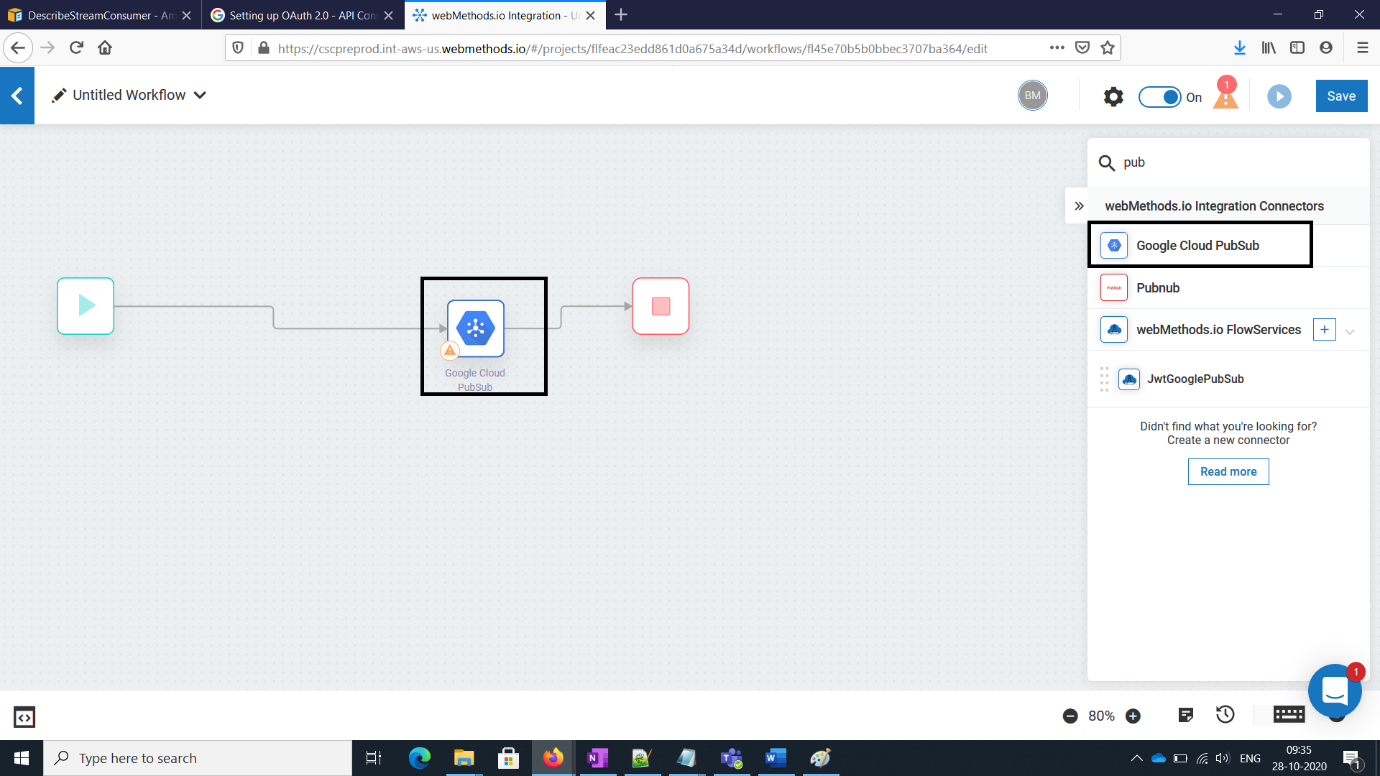 DescribeStreamConsumer - Am
Setting up OAuth 2.0 - API Con
webMethods.io Integration - U
https://cscpreprod.int-aws-us.webmethods.io/#/projects/flfeac23edd861d0a675a34d/workflows/fl45e70b5b0bbec3707ba364/edit
Untitled Workflow
BM
On
1
Save
pub
webMethods.io Integration Connectors
Google Cloud PubSub
Pubnub
webMethods.io FlowServices
JwtGooglePubSub
Didn't find what you're looking for?
Create a new connector
Read more
Google Cloud
PubSub
1
80%
Type here to search
ENG
09:35
28-10-2020
1